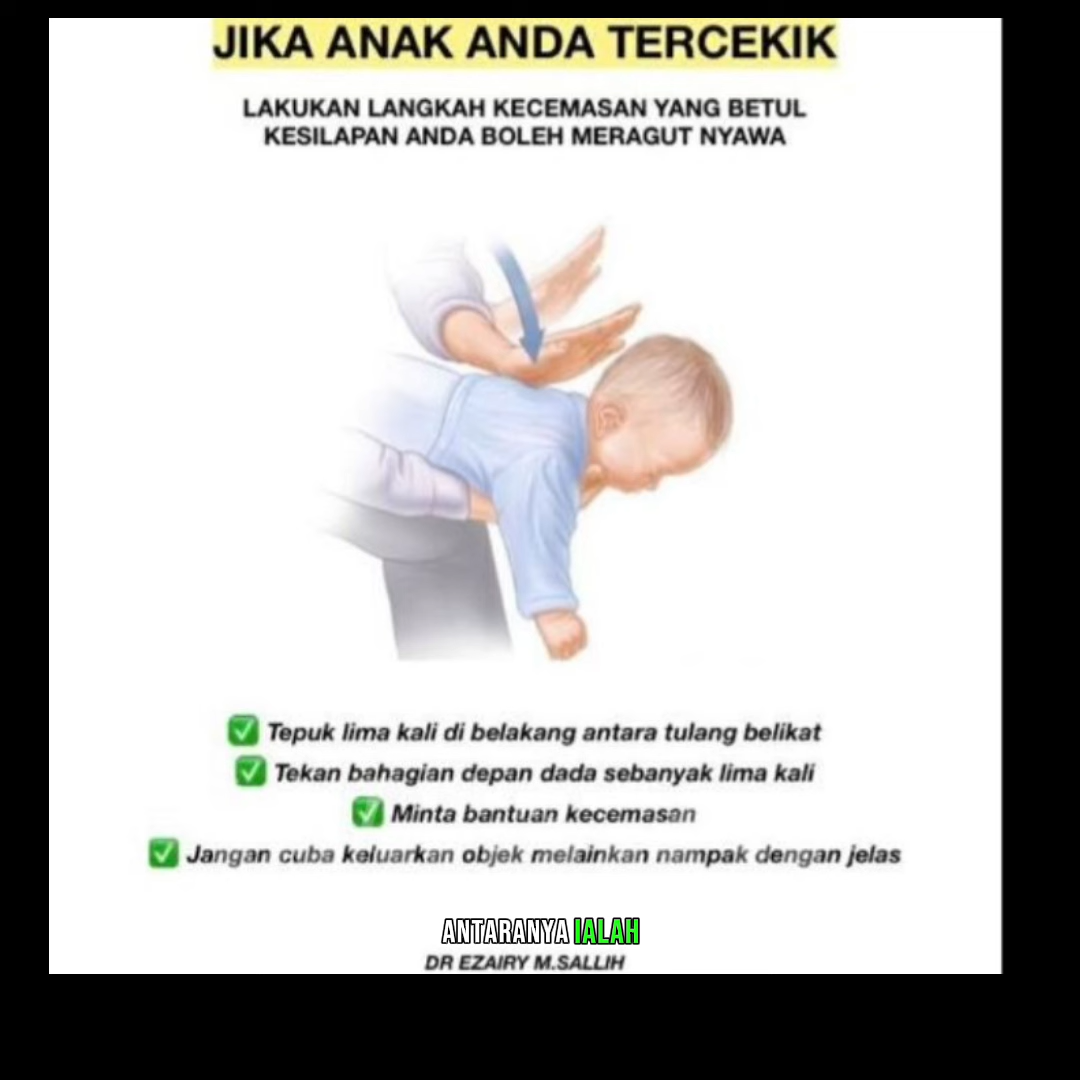 JIKA ANAK ANDA TERCEKIK
LAKUKAN LANGKAH KECEMASAN YANG BETUL
KESILAPAN ANDA BOLEH MERAGUT NYAWA
✅ Tepuk lima kali di belakang antara tulang belikat
✅ Tekan bahagian depan dada sebanyak lima kali
✅ Minta bantuan kecemasan
✅ Jangan cuba keluarkan objek melainkan nampak dengan jelas
ANTARANYA IALAH
DR EZAIRY M.SALLIH